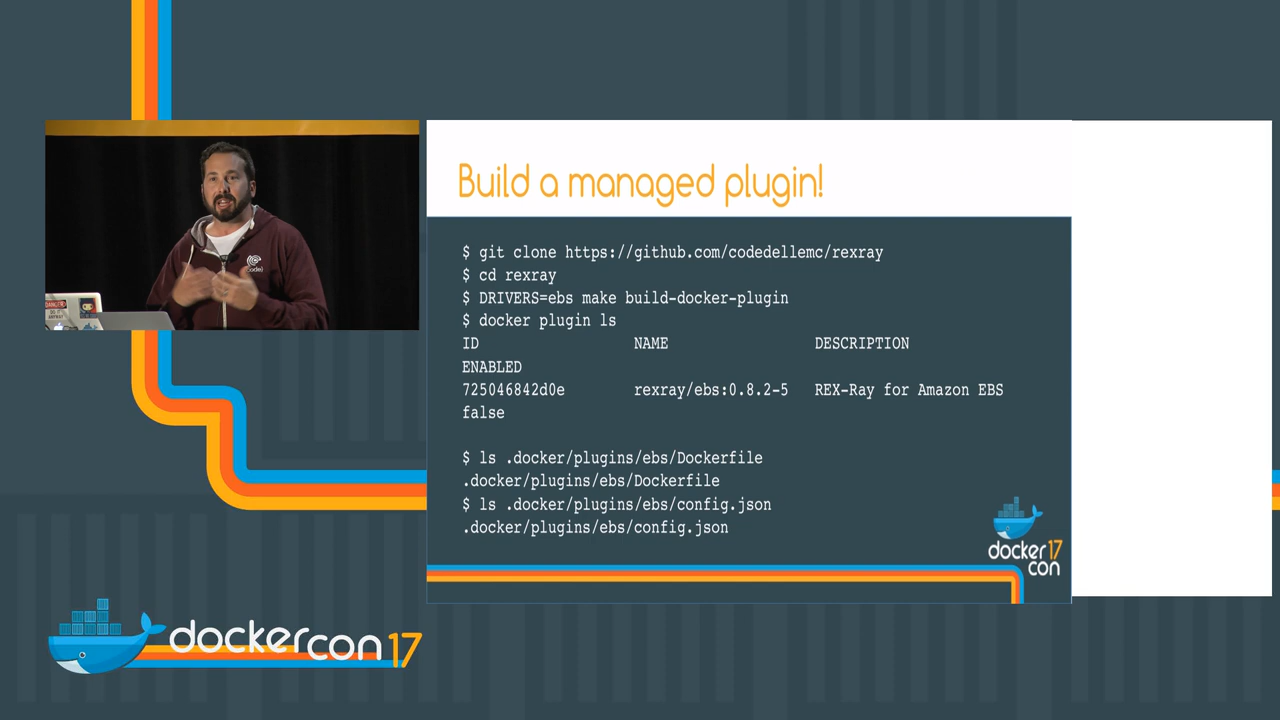 Build a managed plugin!
$ git clone https://github.com/codedellemc/rexray
$ cd rexray
$ DRIVERS=ebs make build-docker-plugin
$ docker plugin ls
ID NAME DESCRIPTION
ENABLED
725046842d0e rexray/ebs:0.8.2-5 REX-Ray for Amazon EBS
false
$ ls .docker/plugins/ebs/Dockerfile
.docker/plugins/ebs/Dockerfile
$ ls .docker/plugins/ebs/config.json
.docker/plugins/ebs/config.json
docker 17
con
dockercon 17